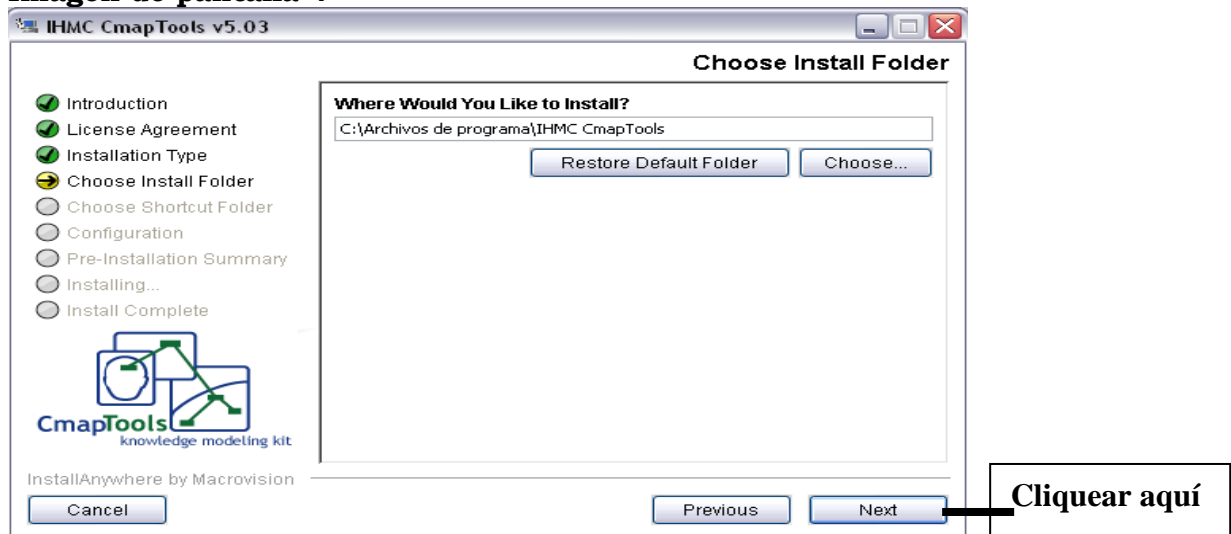 Imagen de pantalla 4
IHMC CmapTools v5.03
Choose Install Folder
Introduction
License Agreement
Installation Type
Choose Install Folder
Choose Shortcut Folder
Configuration
Pre-Installation Summary
Installing...
Install Complete
Where Would You Like to Install?
C:\Archivos de programa\IHMC CmapTools
Restore Default Folder
Choose...
CmapTools
knowledge modeling kit
InstallAnywhere by Macrovision
Cancel
Previous
Next
Cliquear aquí